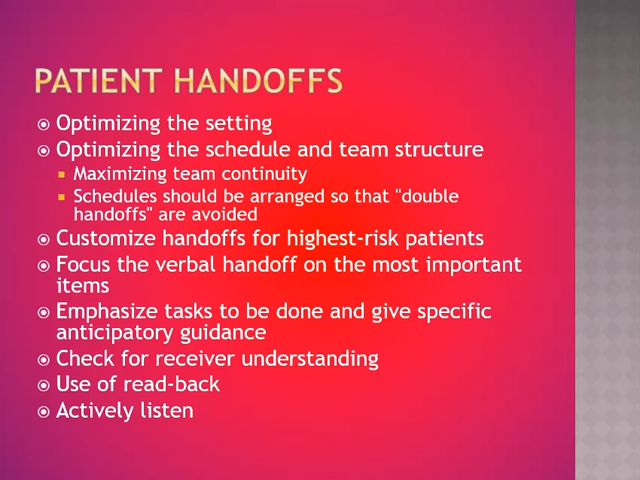 PATIENT HANDOFFS
Optimizing the setting
Optimizing the schedule and team structure
Maximizing team continuity
Schedules should be arranged so that "double
handoffs" are avoided
Customize handoffs for highest-risk patients
Focus the verbal handoff on the most important
items
Emphasize tasks to be done and give specific
anticipatory guidance
Check for receiver understanding
Use of read-back
Actively listen